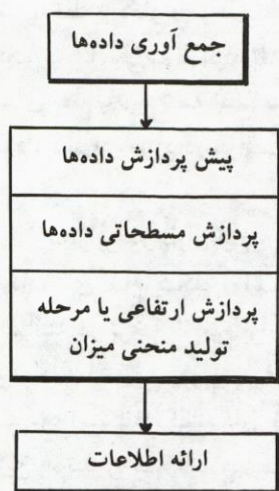 جمع آوری داده‌ها
پیش پردازش داده‌ها
پردازش مسطحاتی داده‌ها
پردازش ارتفاعی یا مرحله
تولید منحنی میزان
ارائه اطلاعات